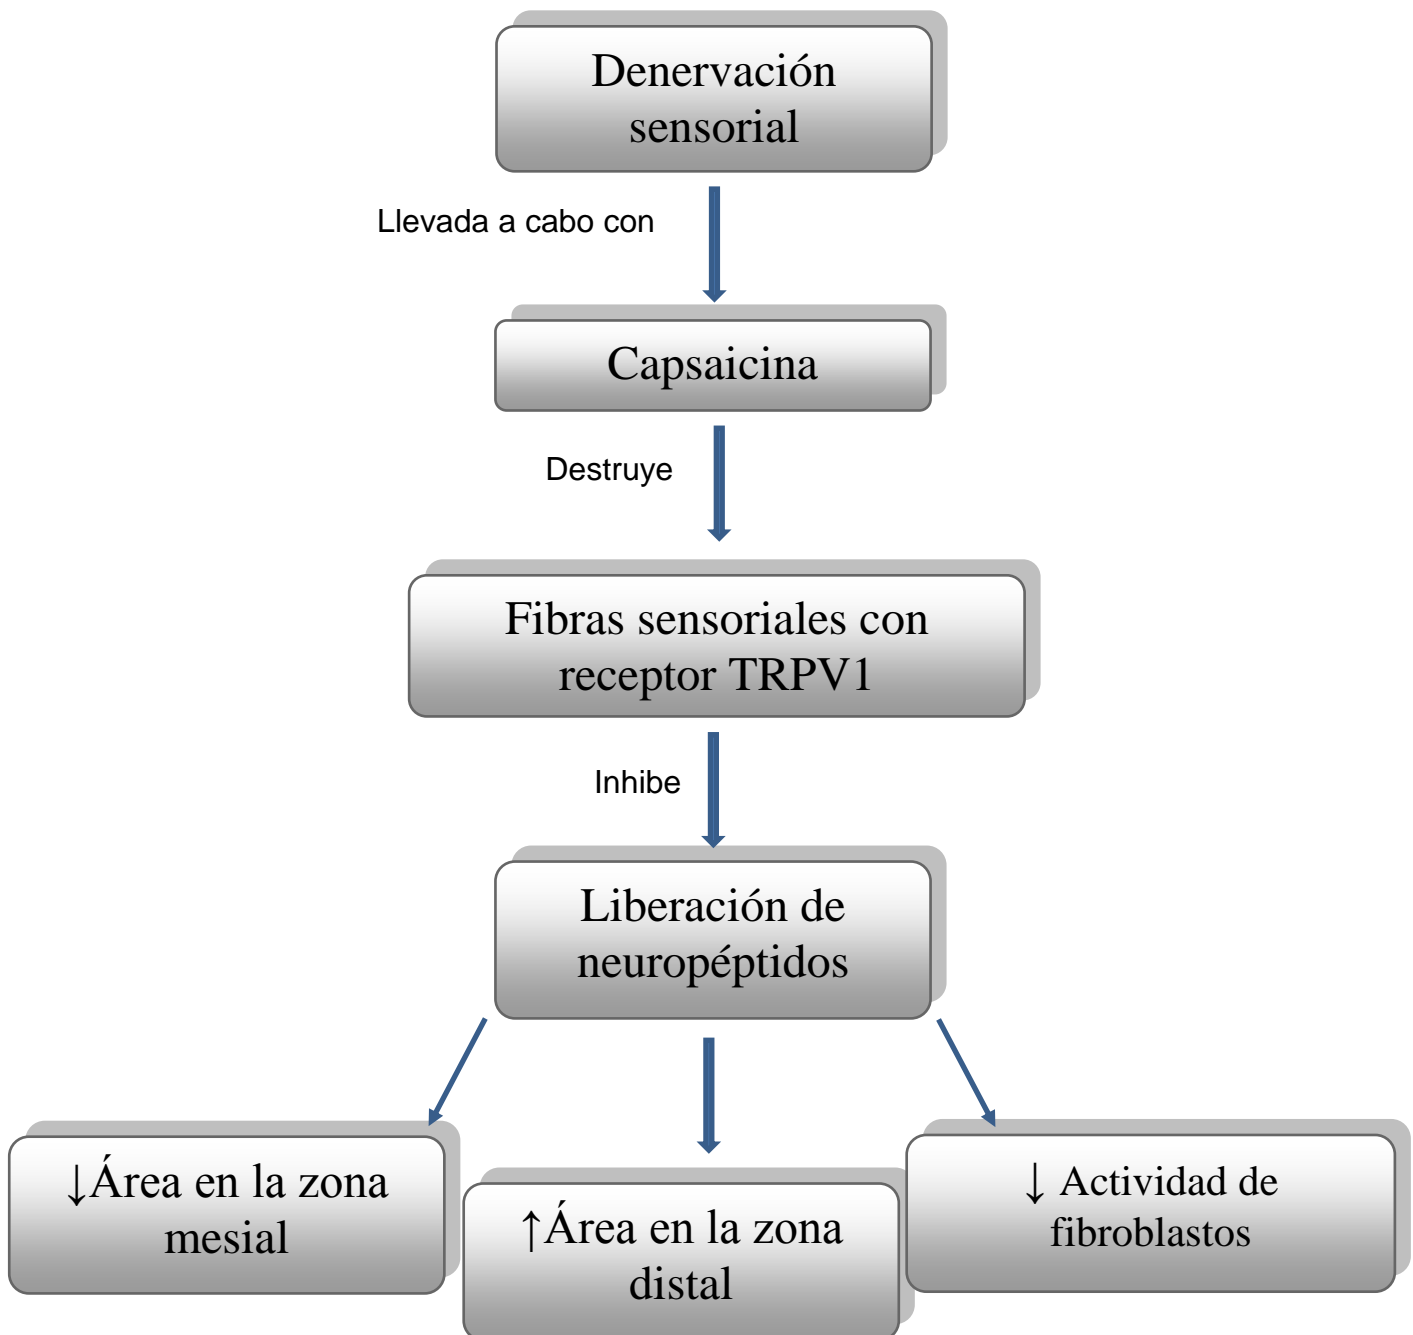 Denervación
sensorial
Llevada a cabo con
Capsaicina
Destruye
Fibras sensoriales con
receptor TRPV1
Inhibe
Liberación de
neuropéptidos
↓Área en la zona
mesial
↑Área en la zona
distal
↓ Actividad de
fibroblastos